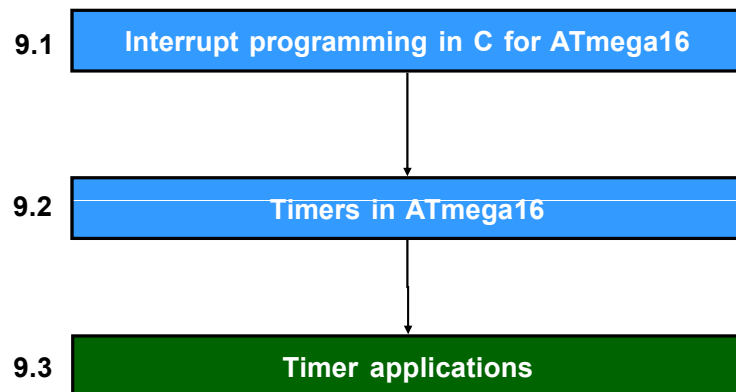 9.1 Interrupt programming in C for ATmega16
9.2 Timers in ATmega16
9.3 Timer applications